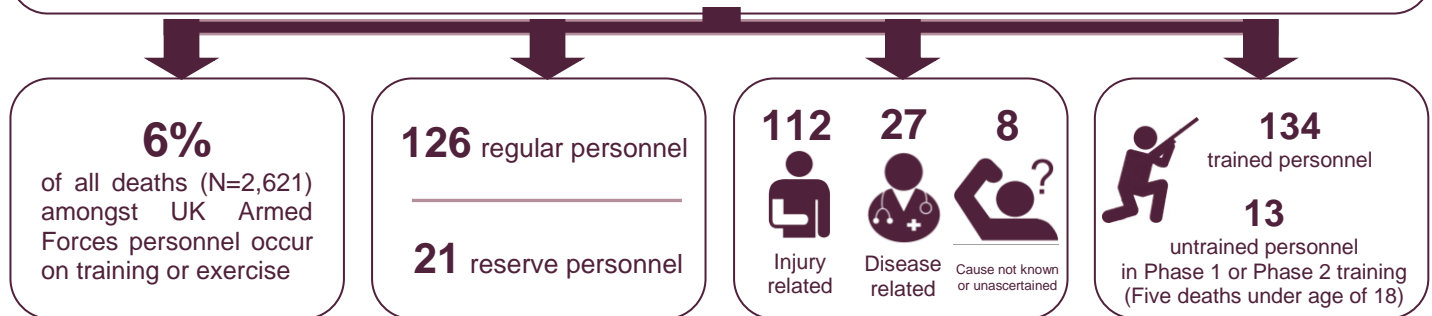 6%
of all deaths (N=2,621)
amongst UK Armed
Forces personnel occur
on training or exercise
126 regular personnel
21 reserve personnel
112
Injury
related
27
Disease
related
8
?
Cause not known
or unascertained
134
trained personnel
13
untrained personnel
in Phase 1 or Phase 2 training
(Five deaths under age of 18)